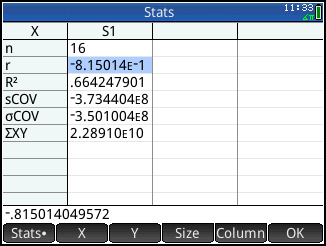 Stats 11:33
X S1
n 16
r -8.15014E-1
R² .664247901
sCOV -3.734404E8
σCOV -3.501004E8
ΣXY 2.28910E10
-.815014049572
Stats• X Y Size Column OK